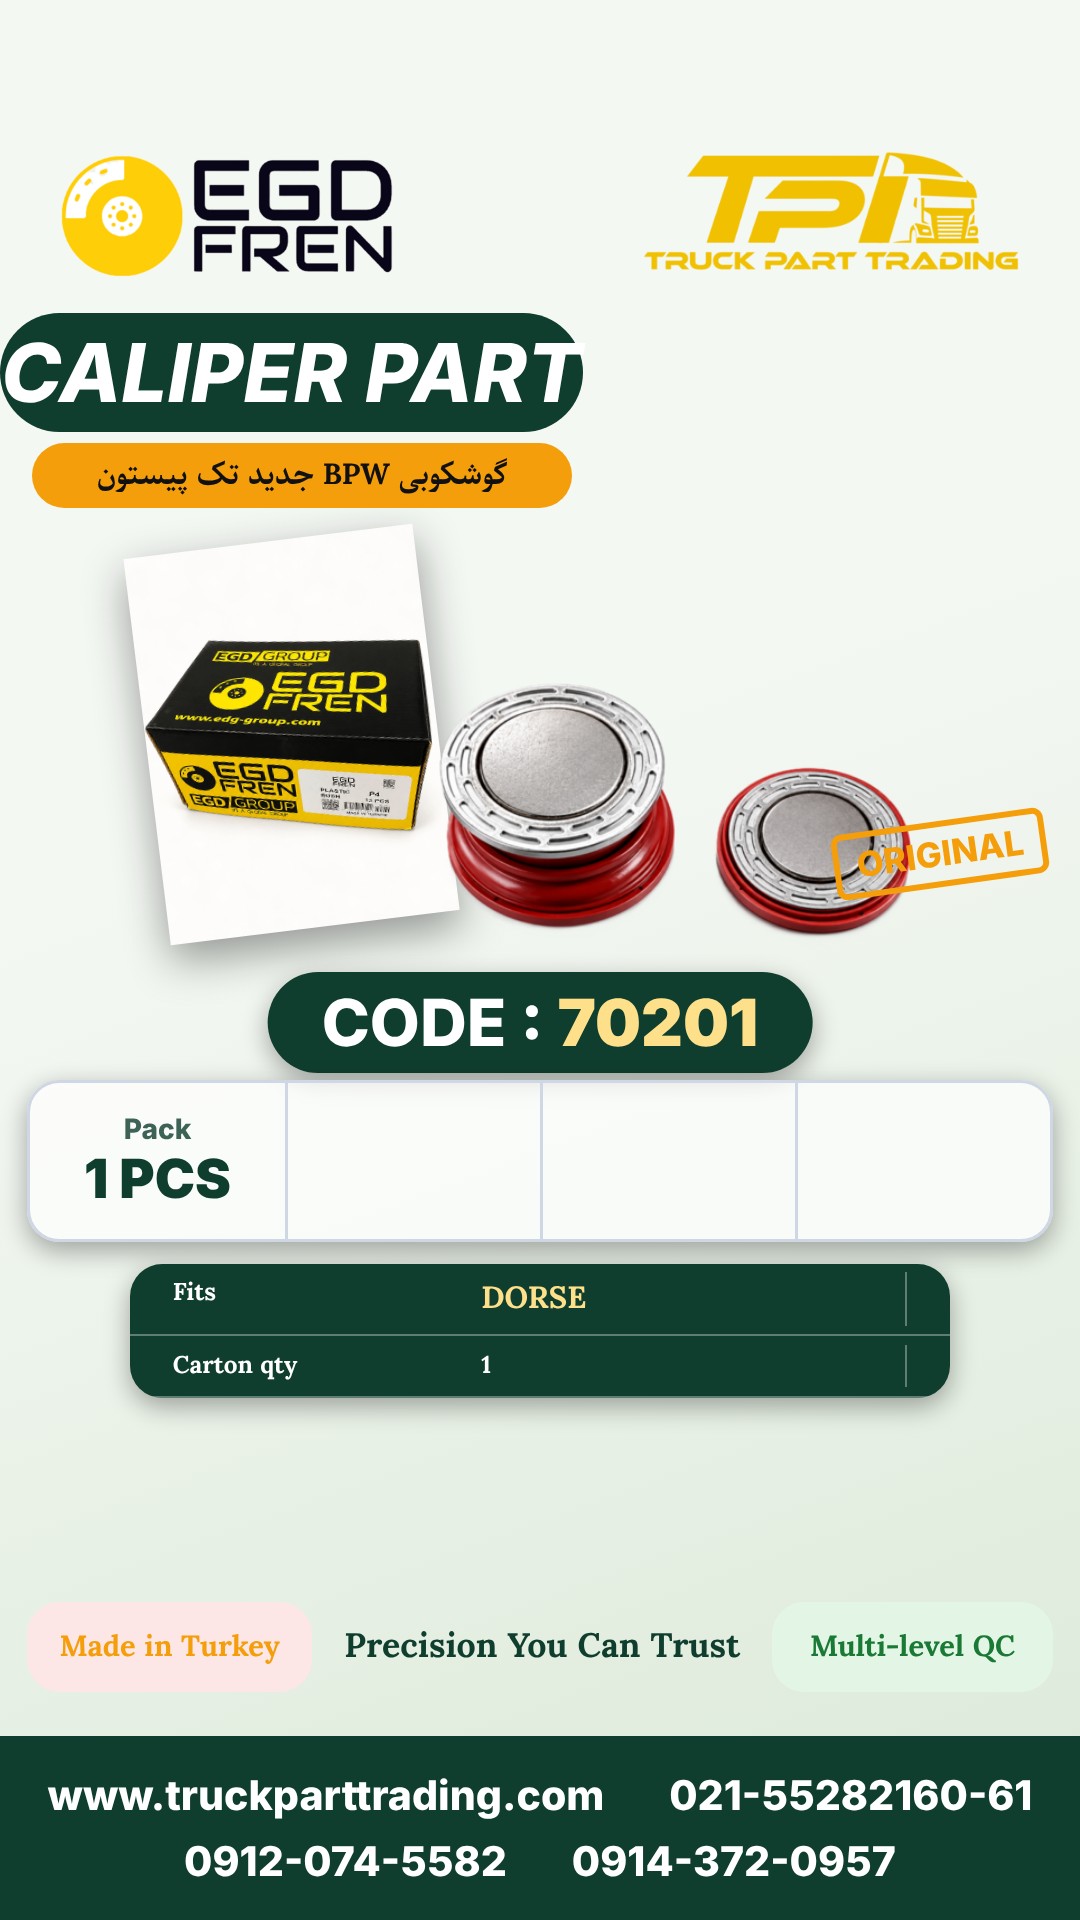 EGD
FREN
TPI
TRUCK PART TRADING
CALIPER PART
گوشکوبی BPW جدید تک پیستون
EGD/GROUP
EGD
FREN
www.edg-group.com
EGD
FREN
EGD GROUP
EGD
FREN
P4
ORIGINAL
CODE : 70201
Pack
1 PCS
Fits DORSE
Carton qty 1
Made in Turkey
Precision You Can Trust
Multi-level QC
www.truckparttrading.com 021-55282160-61
0912-074-5582 0914-372-0957